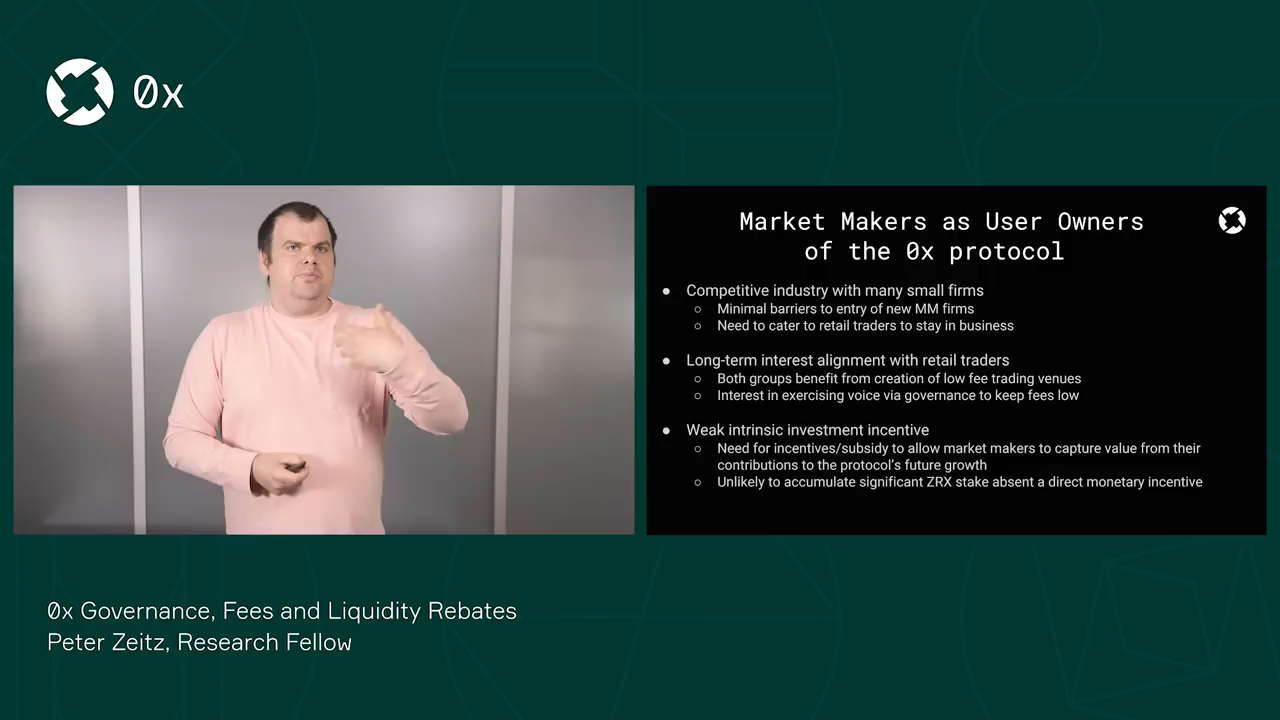 0x
Market Makers as User Owners
of the 0x protocol
● Competitive industry with many small firms
○ Minimal barriers to entry of new MM firms
○ Need to cater to retail traders to stay in business
● Long-term interest alignment with retail traders
○ Both groups benefit from creation of low fee trading venues
○ Interest in exercising voice via governance to keep fees low
● Weak intrinsic investment incentive
○ Need for incentives/subsidy to allow market makers to capture value from their
contributions to the protocol's future growth
○ Unlikely to accumulate significant ZRX stake absent a direct monetary incentive
0x Governance, Fees and Liquidity Rebates
Peter Zeitz, Research Fellow